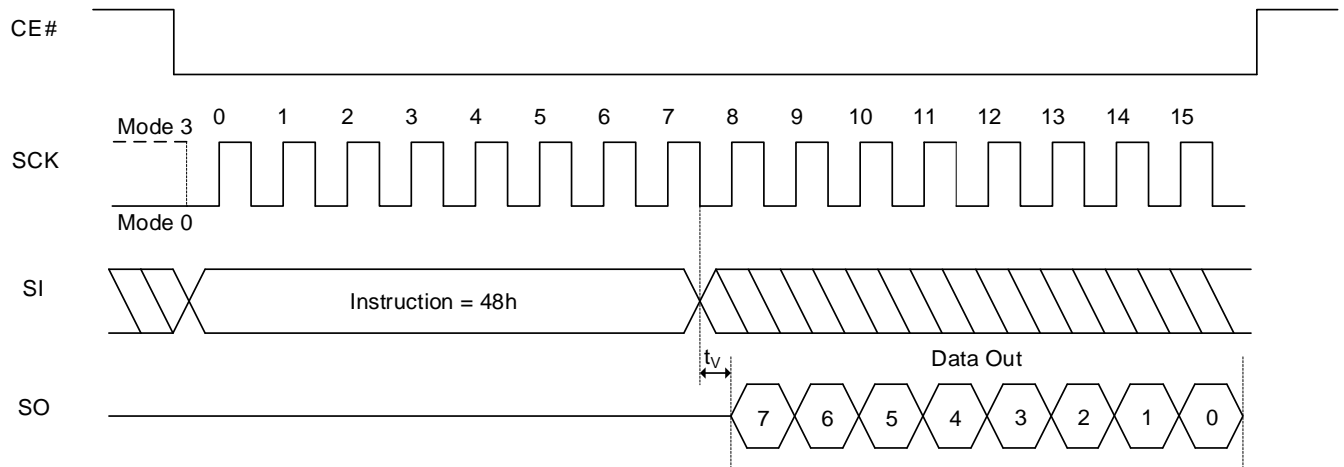 CE#
0 1 2 3 4 5 6 7 8 9 10 11 12 13 14 15
Mode 3
SCK
Mode 0
SI
Instruction = 48h
tV
Data Out
SO
7 6 5 4 3 2 1 0